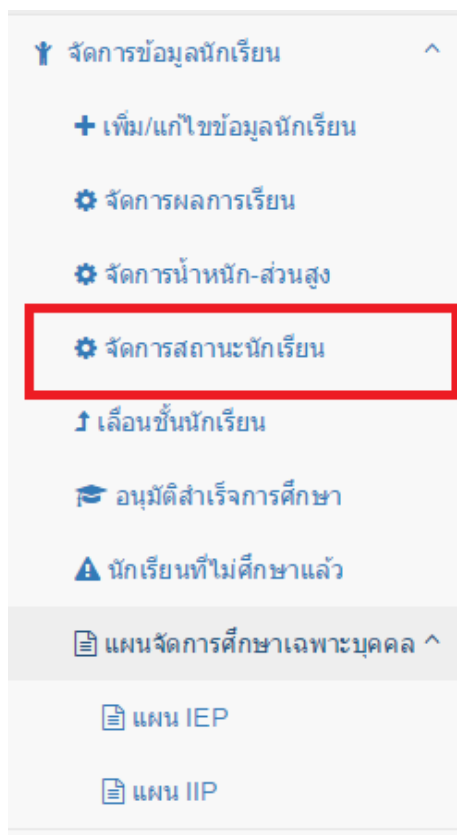 จัดการข้อมูลนักเรียน
เพิ่ม/แก้ไขข้อมูลนักเรียน
จัดการผลการเรียน
จัดการน้ำหนัก-ส่วนสูง
จัดการสถานะนักเรียน
เลื่อนชั้นนักเรียน
อนุมัติสำเร็จการศึกษา
นักเรียนที่ไม่ศึกษาแล้ว
แผนจัดการศึกษาเฉพาะบุคคล
แผน IEP
แผน IIP